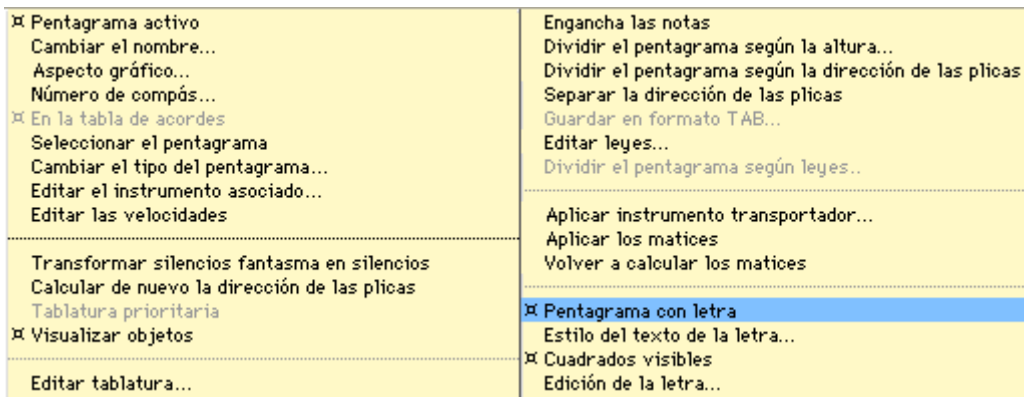 ¤ Pentagrama activo
Cambiar el nombre...
Aspecto gráfico...
Número de compás...
¤ En la tabla de acordes
Seleccionar el pentagrama
Cambiar el tipo del pentagrama...
Editar el instrumento asociado...
Editar las velocidades
Transformar silencios fantasma en silencios
Calcular de nuevo la dirección de las plicas
Tablatura prioritaria
¤ Visualizar objetos
Editar tablatura...
Engancha las notas
Dividir el pentagrama según la altura...
Dividir el pentagrama según la dirección de las plicas
Separar la dirección de las plicas
Guardar en formato TAB...
Editar leyes...
Dividir el pentagrama según leyes..
Aplicar instrumento transportador...
Aplicar los matices
Volver a calcular los matices
¤ Pentagrama con letra
Estilo del texto de la letra...
¤ Cuadrados visibles
Edición de la letra...